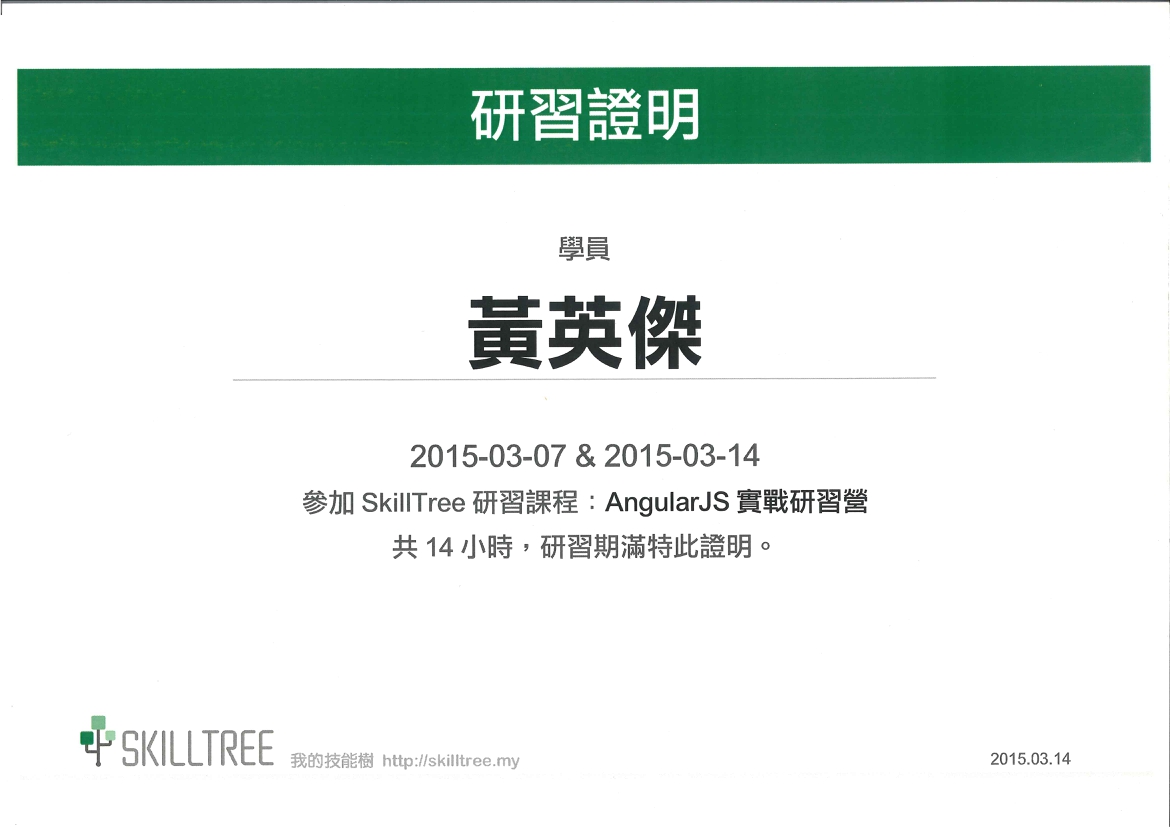 研習證明
學員
黃英傑
2015-03-07 & 2015-03-14
參加 SkillTree 研習課程：AngularJS 實戰研習營
共 14 小時，研習期滿特此證明。
SKILLTREE 我的技能樹 http://skilltree.my
2015.03.14